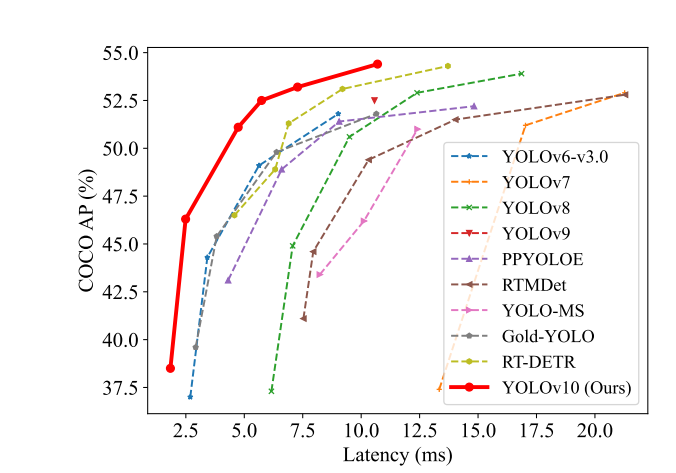 55.0
52.5
50.0
47.5
45.0
42.5
40.0
37.5
COCO AP (%)
YOLOv6-v3.0
YOLOv7
YOLOv8
YOLOv9
PPYOLOE
RTMDet
YOLO-MS
Gold-YOLO
RT-DETR
YOLOv10 (Ours)
2.5 5.0 7.5 10.0 12.5 15.0 17.5 20.0
Latency (ms)